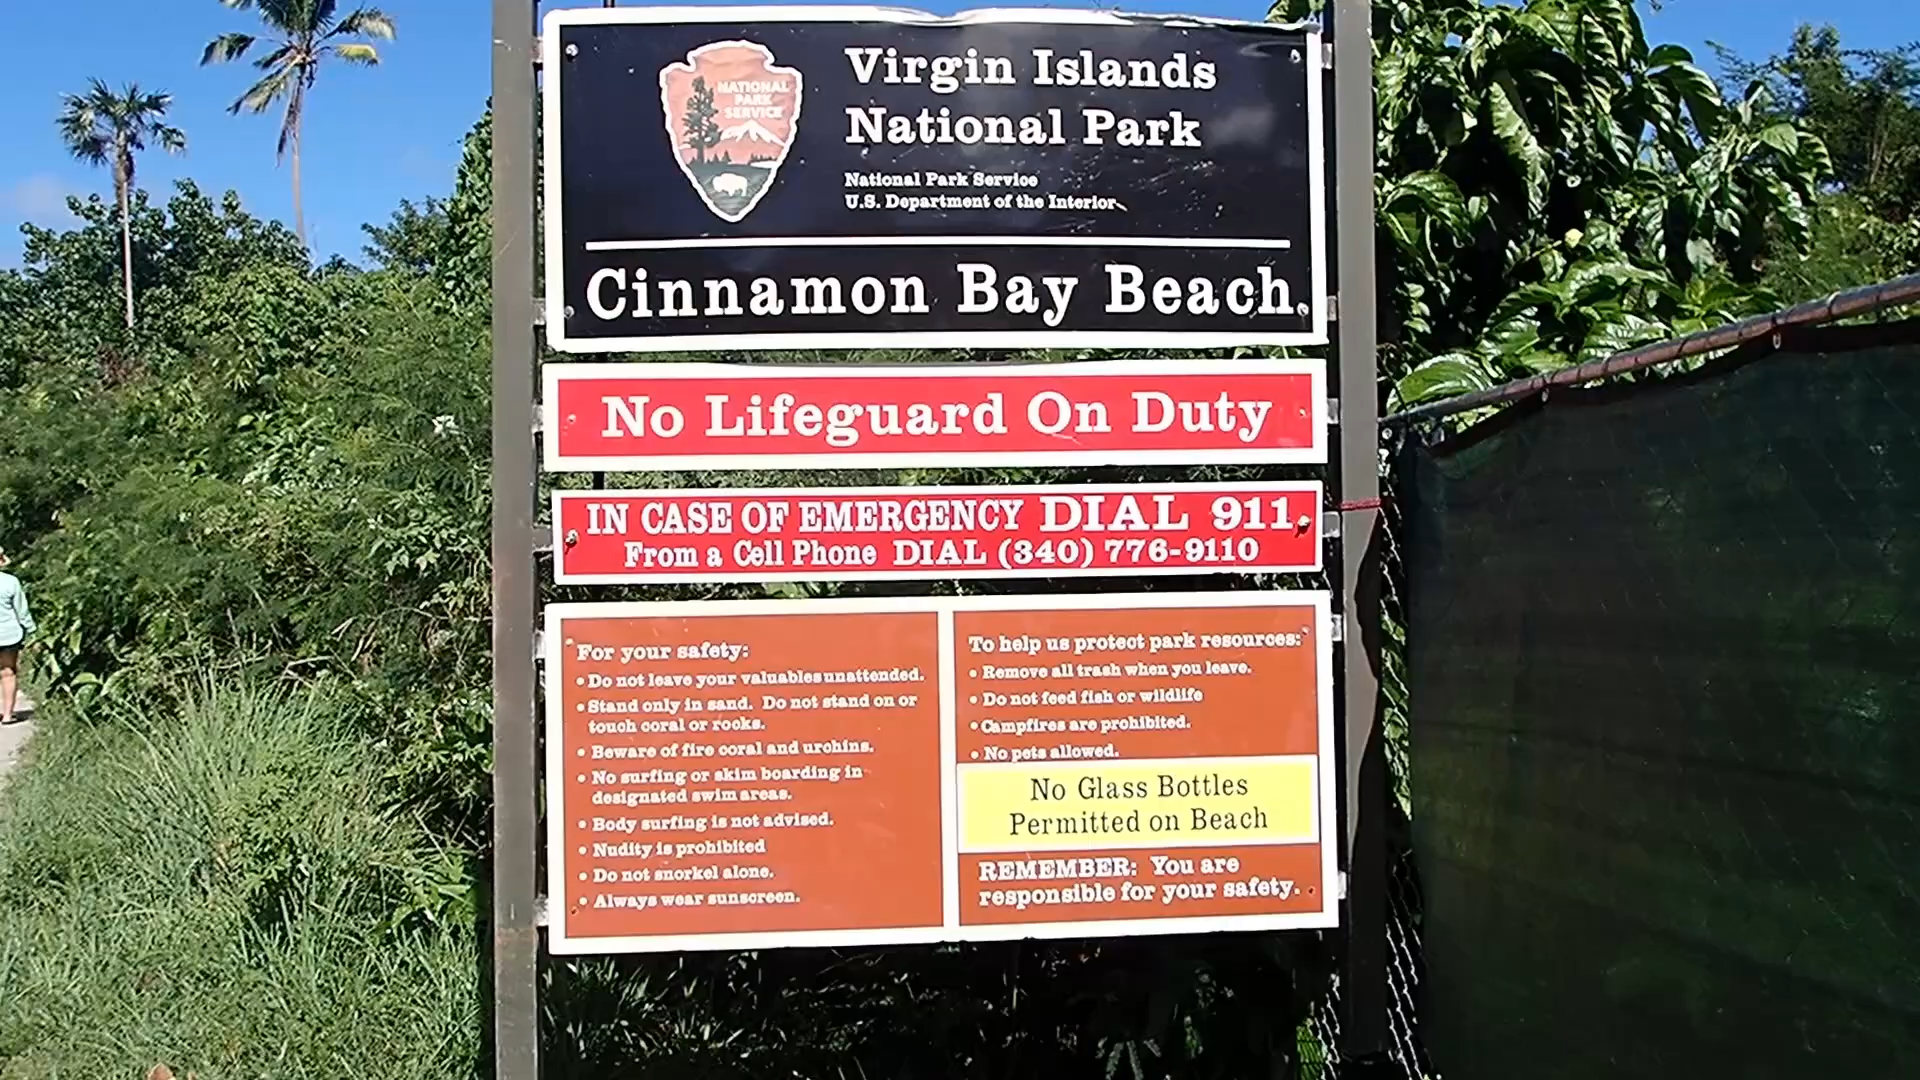 NATIONAL
PARK
SERVICE
Virgin Islands
National Park
National Park Service
U.S. Department of the Interior
Cinnamon Bay Beach
No Lifeguard On Duty
IN CASE OF EMERGENCY DIAL 911
From a Cell Phone DIAL (340) 776-9110
For your safety:
• Do not leave your valuables unattended.
• Stand only in sand. Do not stand on or
touch coral or rocks.
• Beware of fire coral and urchins.
• No surfing or skim boarding in
designated swim areas.
• Body surfing is not advised.
• Nudity is prohibited
• Do not snorkel alone.
• Always wear sunscreen.
To help us protect park resources:
• Remove all trash when you leave.
• Do not feed fish or wildlife
• Campfires are prohibited.
• No pets allowed.
No Glass Bottles
Permitted on Beach
REMEMBER: You are
responsible for your safety.